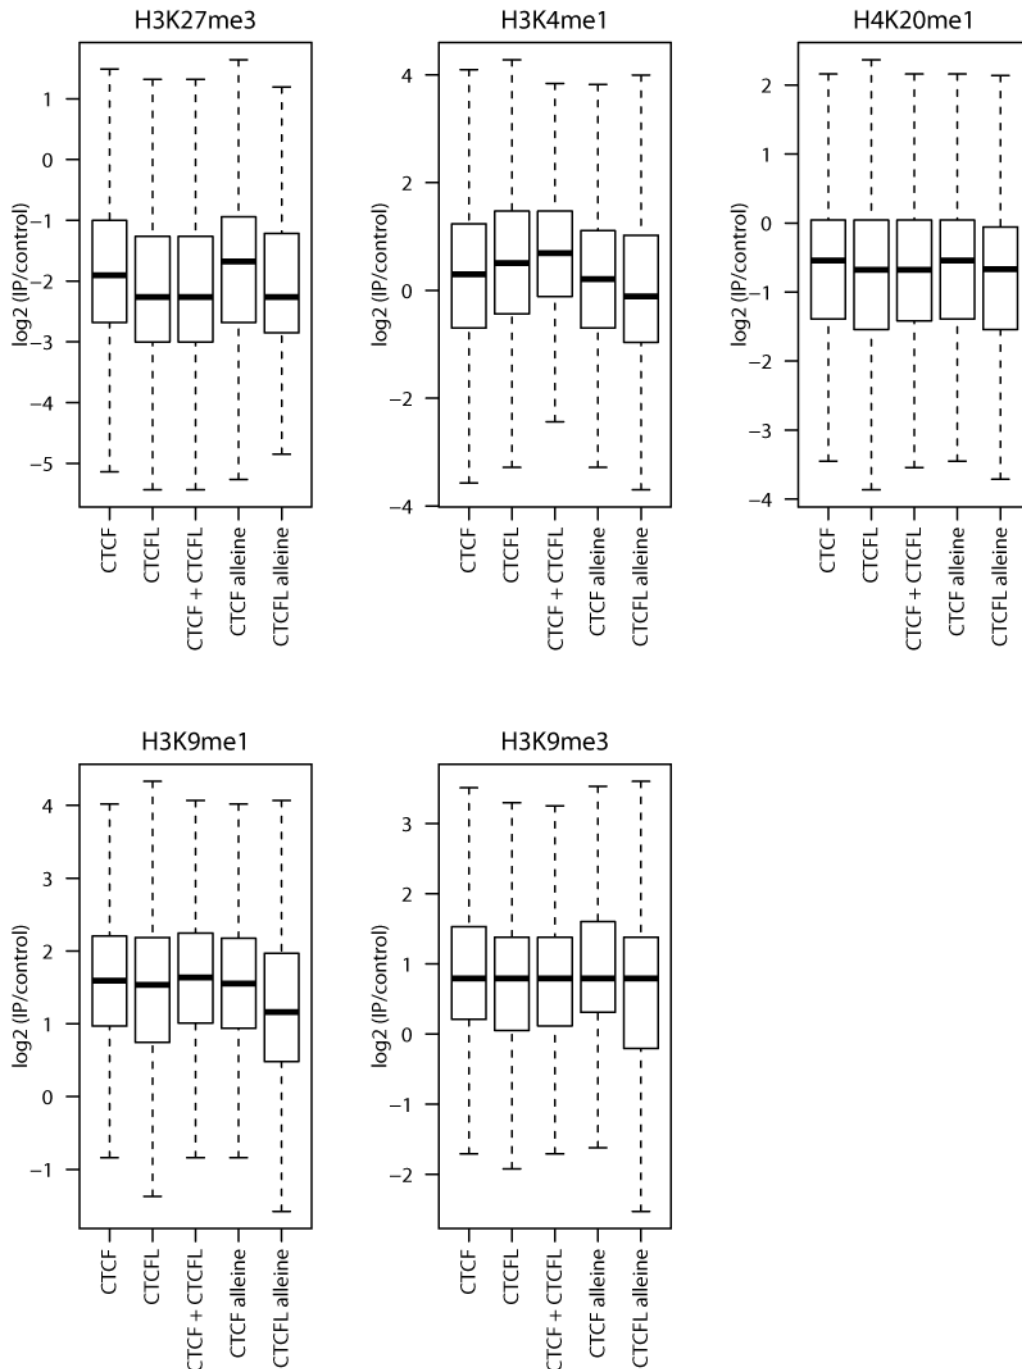 H3K27me3
H3K4me1
H4K20me1
log2 (IP/control)
1
0
−1
−2
−3
−4
−5
CTCF
CTCFL
CTCF + CTCFL
CTCF alleine
CTCFL alleine
log2 (IP/control)
4
2
0
−2
−4
CTCF
CTCFL
CTCF + CTCFL
CTCF alleine
CTCFL alleine
log2 (IP/control)
2
1
0
−1
−2
−3
−4
CTCF
CTCFL
CTCF + CTCFL
CTCF alleine
CTCFL alleine
H3K9me1
H3K9me3
log2 (IP/control)
4
3
2
1
0
−1
CTCF
CTCFL
CTCF + CTCFL
CTCF alleine
CTCFL alleine
log2 (IP/control)
3
2
1
0
−1
−2
CTCF
CTCFL
CTCF + CTCFL
CTCF alleine
CTCFL alleine